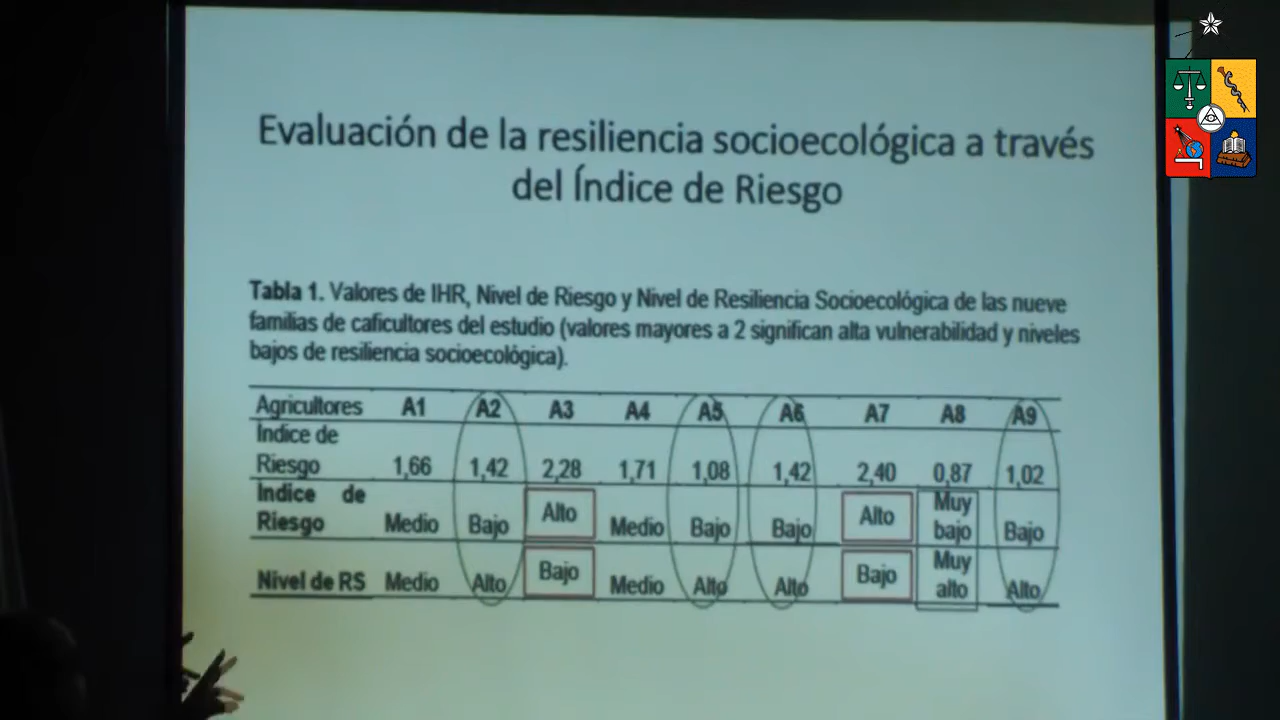 Evaluación de la resiliencia socioecológica a través
del Índice de Riesgo
Tabla 1. Valores de IHR, Nivel de Riesgo y Nivel de Resiliencia Socioecológica de las nueve
familias de caficultores del estudio (valores mayores a 2 significan alta vulnerabilidad y niveles
bajos de resiliencia socioecológica).
Agricultores A1 A2 A3 A4 A5 A6 A7 A8 A9
Índice de
Riesgo 1,66 1,42 2,28 1,71 1,08 1,42 2,40 0,87 1,02
Índice de
Riesgo Medio Bajo Alto Medio Bajo Bajo Alto Muy bajo Bajo
Nivel de RS Medio Alto Bajo Medio Alto Alto Bajo Muy alto Alto